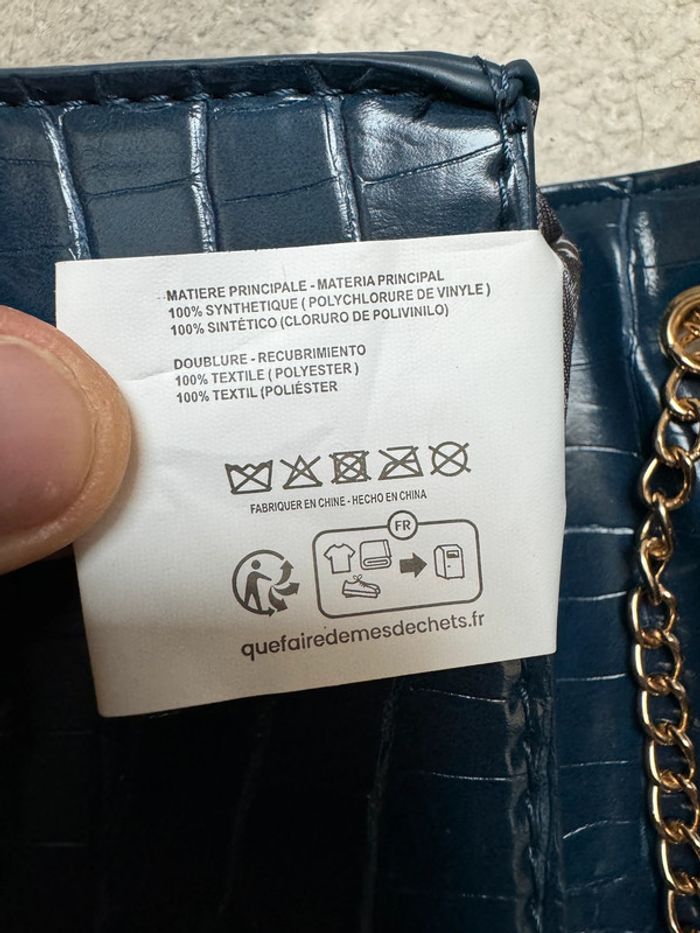 MATIERE PRINCIPALE - MATERIA PRINCIPAL
100% SYNTHETIQUE ( POLYCHLORURE DE VINYLE )
100% SINTÉTICO (CLORURO DE POLIVINILO)
DOUBLURE - RECUBRIMIENTO
100% TEXTILE ( POLYESTER )
100% TEXTIL (POLIÉSTER
FABRIQUER EN CHINE - HECHO EN CHINA
FR
quefairedemesdechets.fr